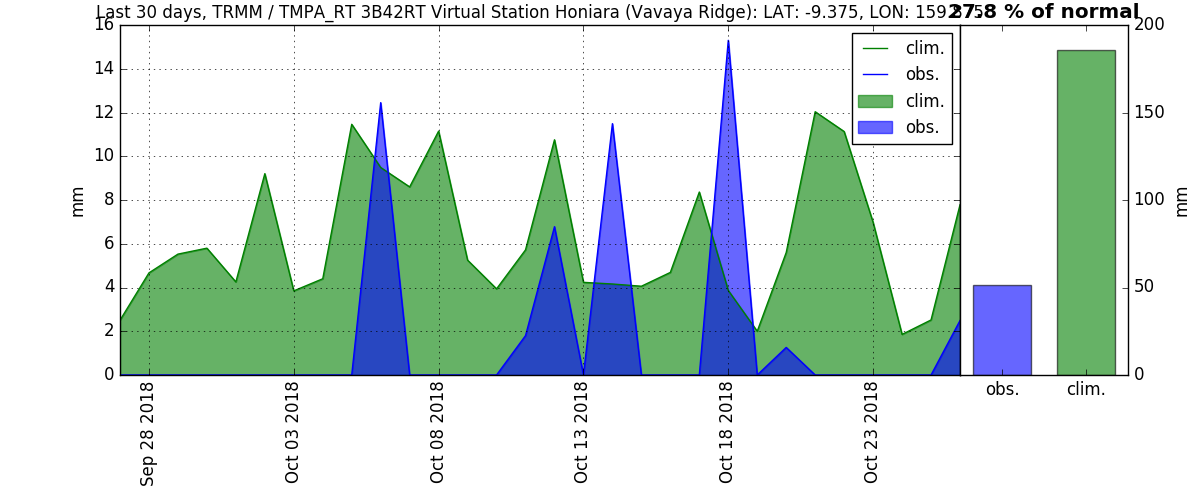 Last 30 days, TRMM / TMPA_RT 3B42RT Virtual Station Honiara (Vavaya Ridge): LAT: -9.375, LON: 159.875
27.8 % of normal
16
14
12
10
8
6
4
2
0
mm
clim.
obs.
clim.
obs.
Sep 28 2018
Oct 03 2018
Oct 08 2018
Oct 13 2018
Oct 18 2018
Oct 23 2018
200
150
100
50
0
mm
obs.
clim.